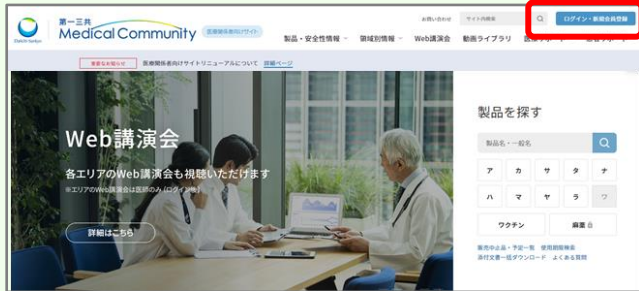 第一三共
Medical Community
医療関係者向けサイト
Daiichi-Sankyo
お問い合わせ
サイト内検索
ログイン・新規会員登録
製品・安全性情報
領域別情報
Web講演会
動画ライブラリ
重要なお知らせ
医療関係者向けサイトリニューアルについて 詳細ページ
Web講演会
各エリアのWeb講演会も視聴いただけます
※エリアのWeb講演会は医師のみ(ログイン後)
詳細はこちら
製品を探す
製品名・一般名
ア カ サ タ ナ
ハ マ ヤ ラ ワ
ワクチン 麻薬
販売中止品・予定一覧 使用期限検索
添付文書一括ダウンロード よくある質問